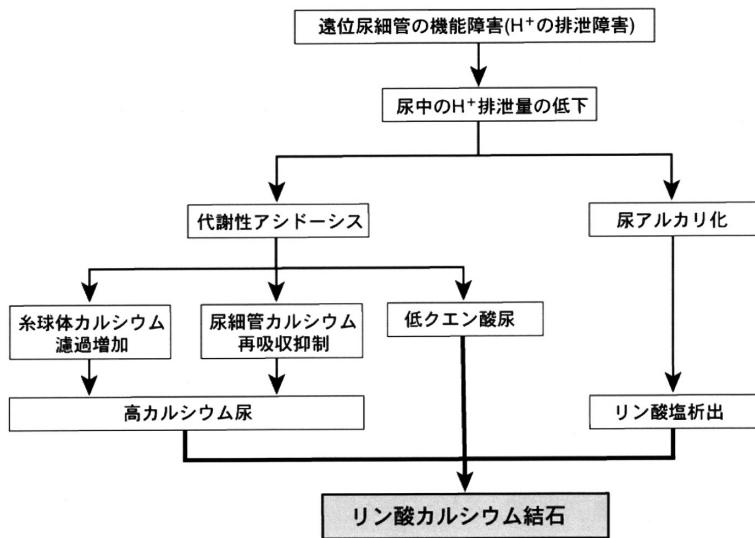 遠位尿細管の機能障害(H⁺の排泄障害)
尿中のH⁺排泄量の低下
代謝性アシドーシス
尿アルカリ化
糸球体カルシウム
濾過増加
尿細管カルシウム
再吸収抑制
低クエン酸尿
高カルシウム尿
リン酸塩析出
リン酸カルシウム結石